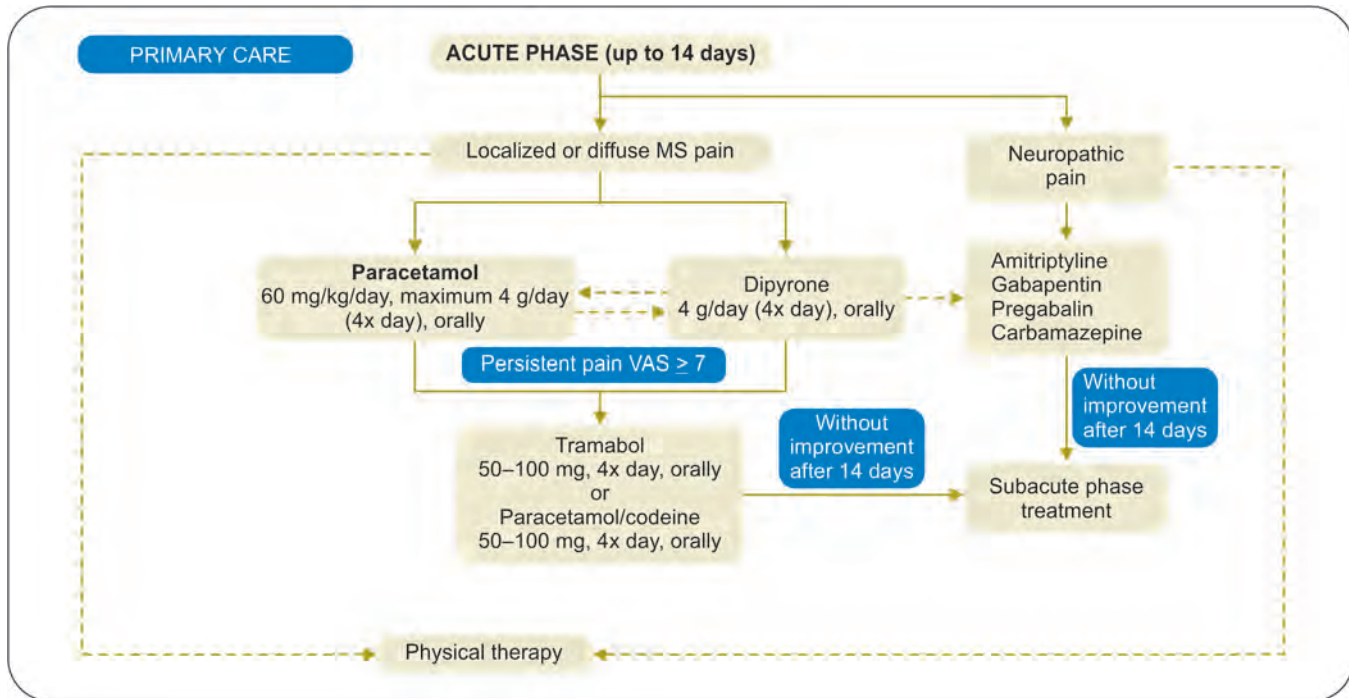 PRIMARY CARE
ACUTE PHASE (up to 14 days)
Localized or diffuse MS pain
Neuropathic
pain
Paracetamol
60 mg/kg/day, maximum 4 g/day
(4x day), orally
Dipyrone
4 g/day (4x day), orally
Amitriptyline
Gabapentin
Pregabalin
Carbamazepine
Persistent pain VAS ≥ 7
Without
improvement
after 14 days
Without
improvement
after 14 days
Tramabol
50–100 mg, 4x day, orally
or
Paracetamol/codeine
50–100 mg, 4x day, orally
Subacute phase
treatment
Physical therapy